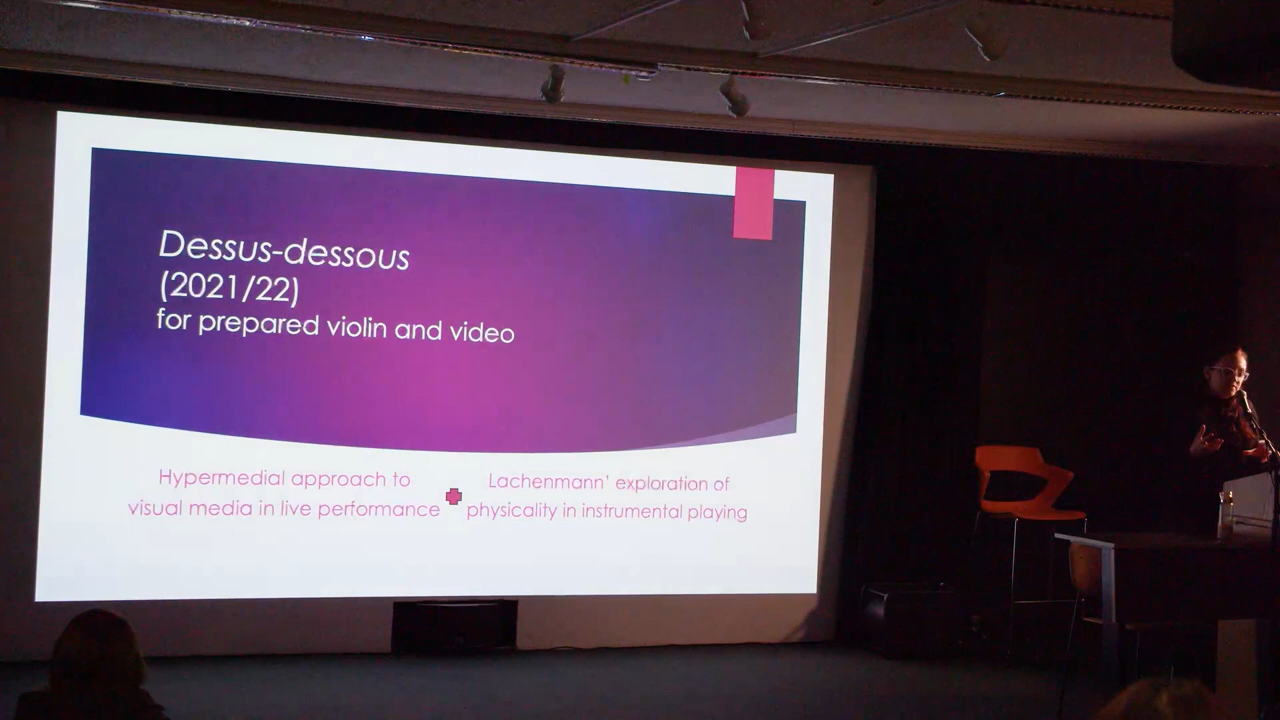 Dessus-dessous
(2021/22)
for prepared violin and video
Hypermedial approach to
visual media in live performance
Lachenmann' exploration of
physicality in instrumental playing